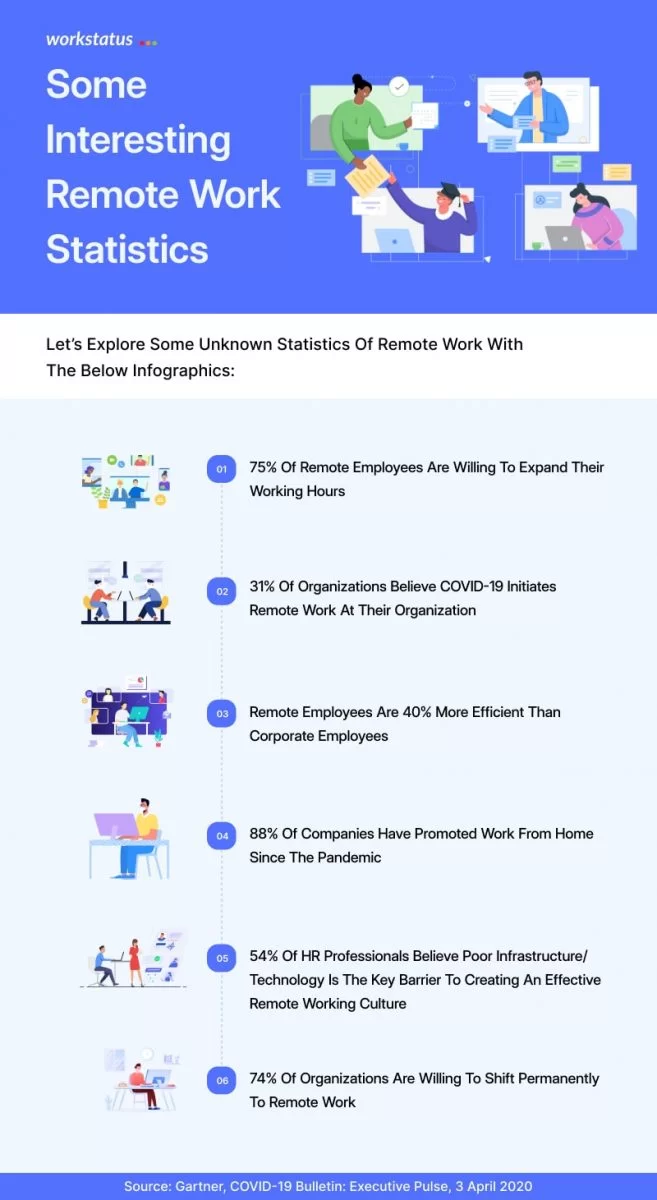 workstatus
Some
Interesting
Remote Work
Statistics
Let's Explore Some Unknown Statistics Of Remote Work With
The Below Infographics:
01
75% Of Remote Employees Are Willing To Expand Their
Working Hours
02
31% Of Organizations Believe COVID-19 Initiates
Remote Work At Their Organization
03
Remote Employees Are 40% More Efficient Than
Corporate Employees
04
88% Of Companies Have Promoted Work From Home
Since The Pandemic
05
54% Of HR Professionals Believe Poor Infrastructure/
Technology Is The Key Barrier To Creating An Effective
Remote Working Culture
06
74% Of Organizations Are Willing To Shift Permanently
To Remote Work
Source: Gartner, COVID-19 Bulletin: Executive Pulse, 3 April 2020